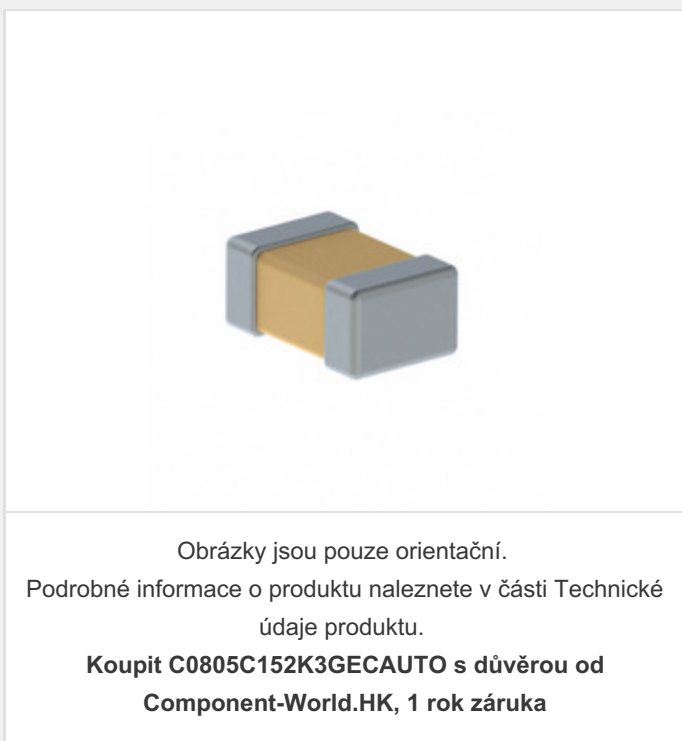 Obrázky jsou pouze orientační.
Podrobné informace o produktu naleznete v části Technické
údaje produktu.
Koupit C0805C152K3GECAUTO s důvěrou od
Component-World.HK, 1 rok záruka